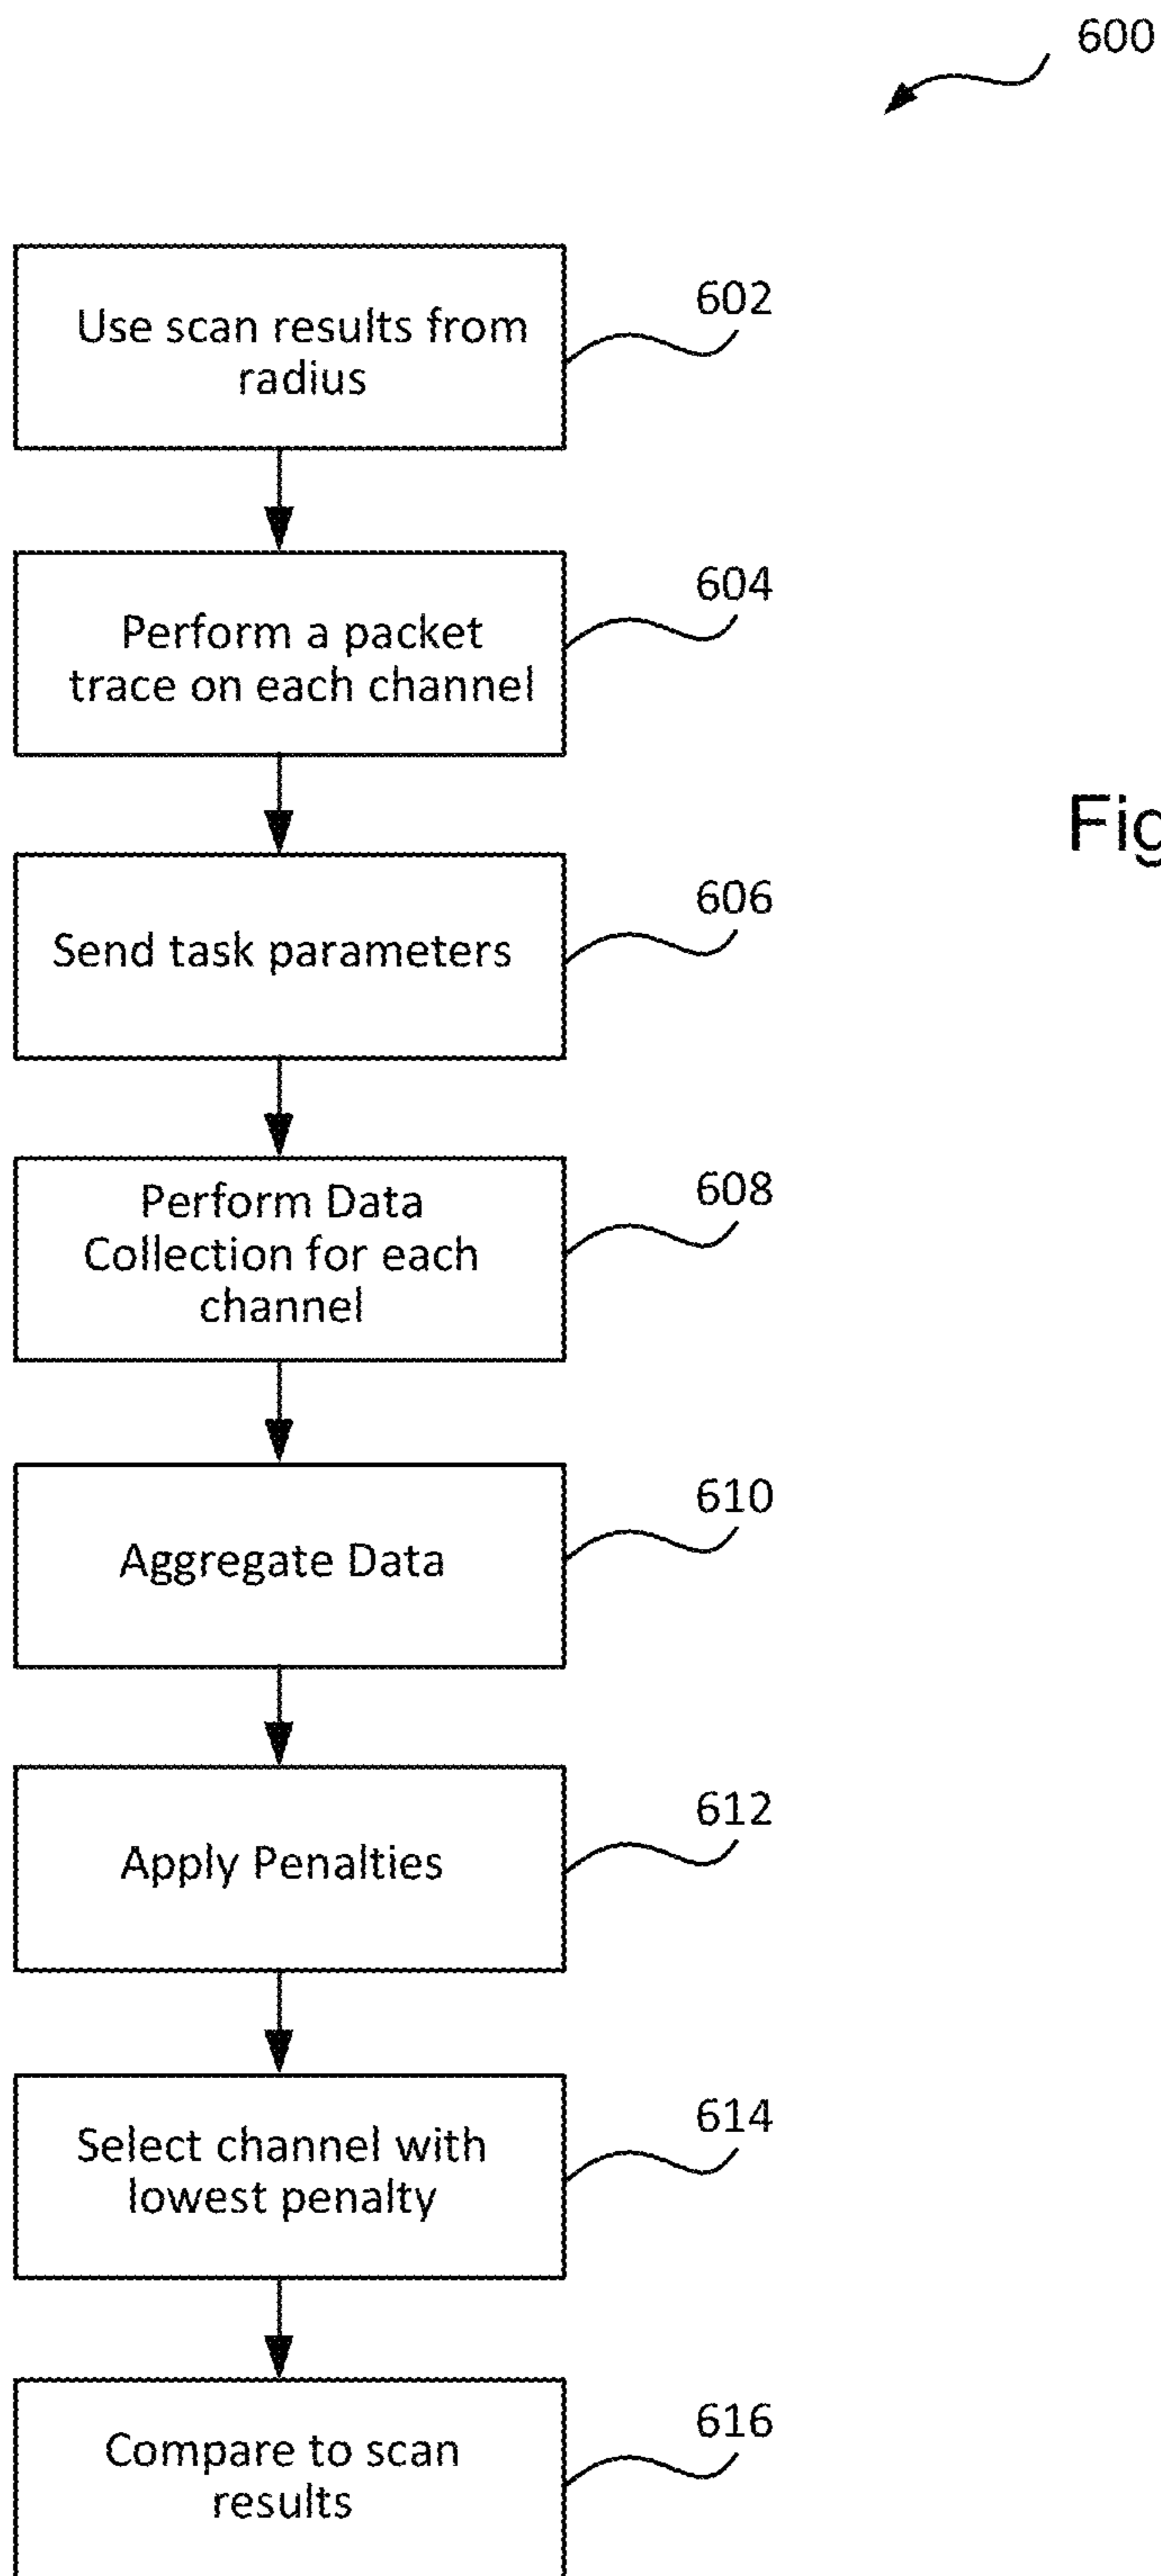 600
Use scan results from
radius
602
Perform a packet
trace on each channel
604
Fig
Send task parameters
606
Perform Data
Collection for each
channel
608
Aggregate Data
610
Apply Penalties
612
Select channel with
lowest penalty
614
Compare to scan
results
616